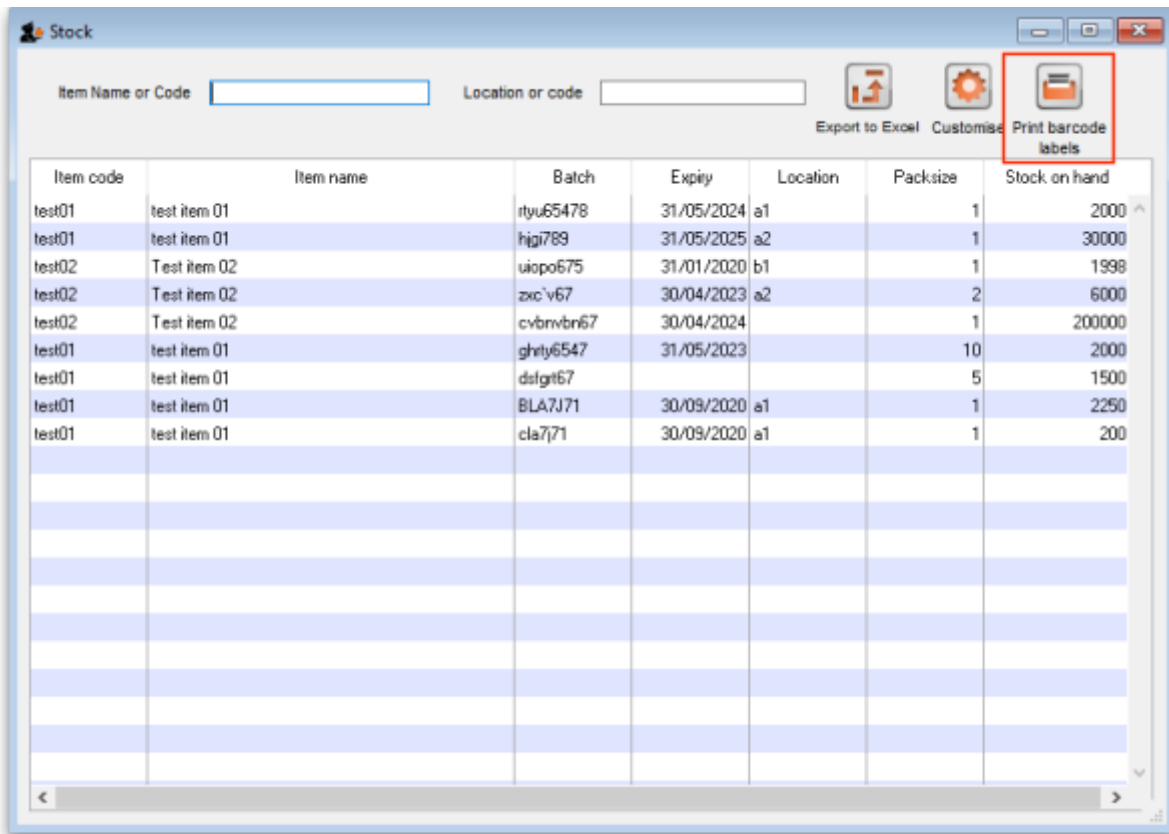 Stock
Item Name or Code Location or code
Export to Excel Customise Print barcode labels
Item code Item name Batch Expiry Location Packsize Stock on hand
test01 test item 01 rtyu65478 31/05/2024 a1 1 2000
test01 test item 01 hjgi789 31/05/2025 a2 1 30000
test02 Test item 02 uiopo675 31/01/2020 b1 1 1998
test02 Test item 02 zxc`v67 30/04/2023 a2 2 6000
test02 Test item 02 cvbnvbn67 30/04/2024 1 200000
test01 test item 01 ghrty6547 31/05/2023 10 2000
test01 test item 01 dsfgrt67 5 1500
test01 test item 01 BLA7J71 30/09/2020 a1 1 2250
test01 test item 01 cla7j71 30/09/2020 a1 1 200